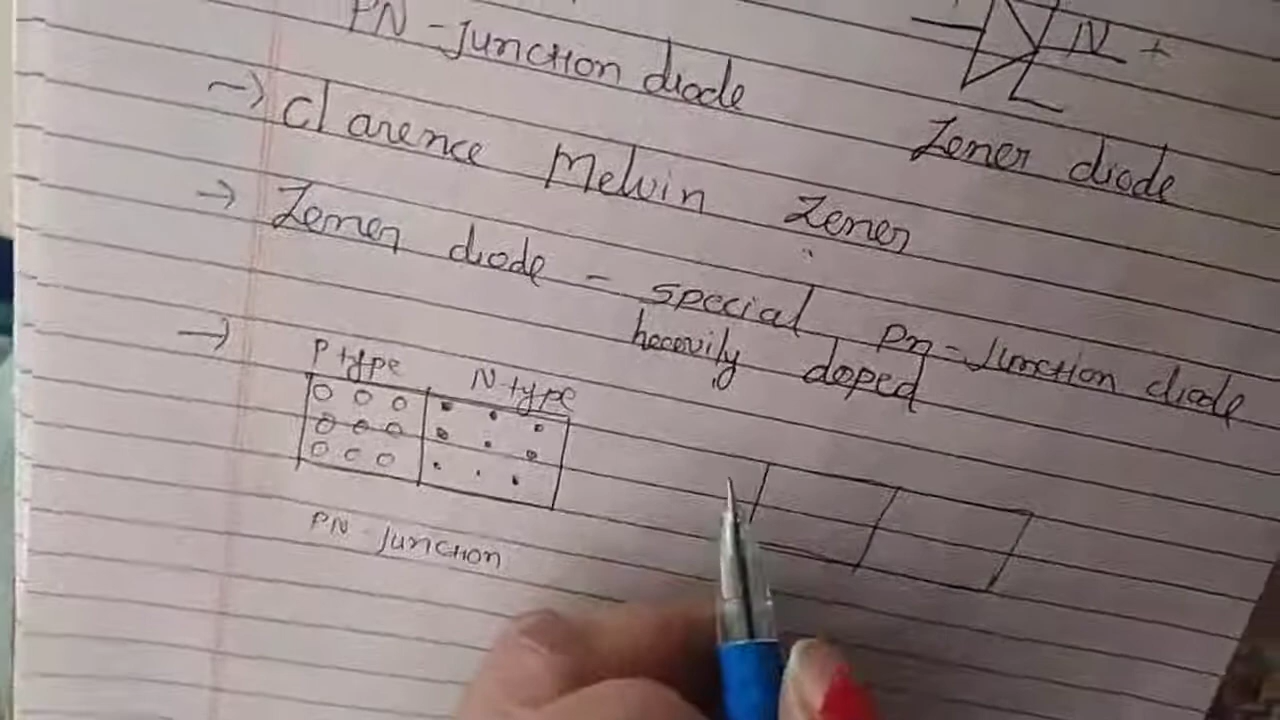 PN-Junction diode
N +
Zener diode
→ Clarence Melvin Zener
→ Zener diode - special Pn-Junction diode
heavily doped
→
P type N-type
PN-Junction